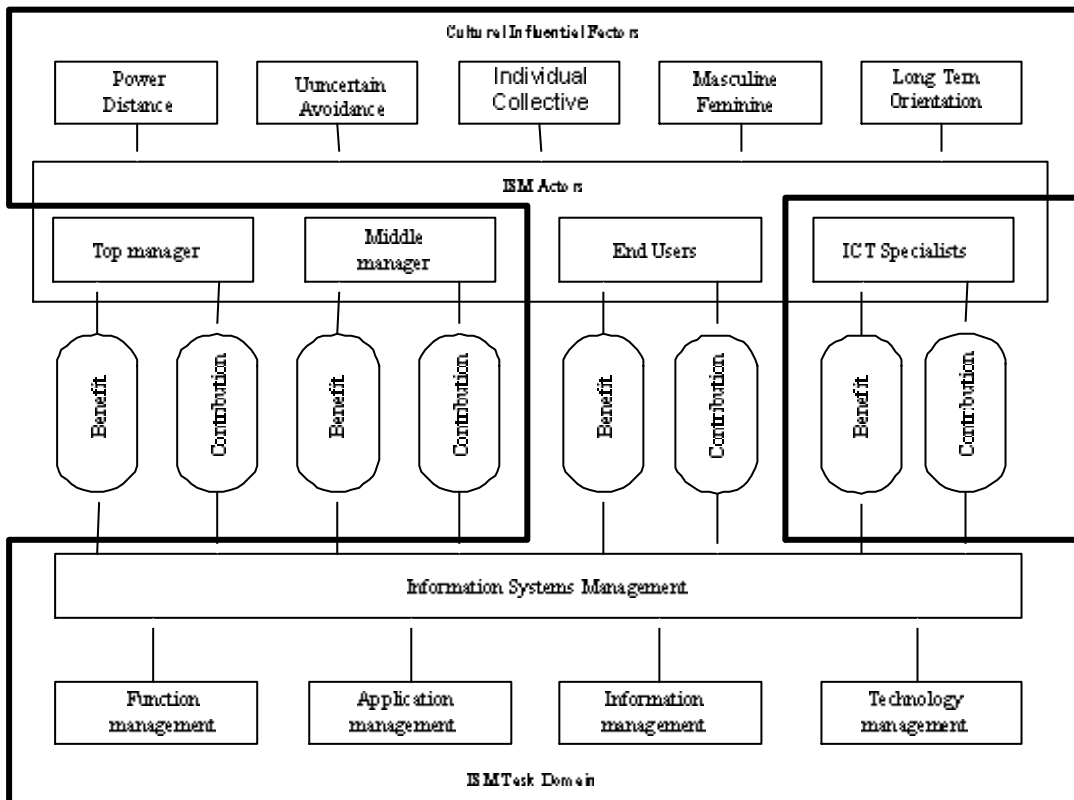 Cultural Influential Factors
Power
Distance
Uuncertain
Avoidance
Individual
Collective
Masculine
Feminine
Long Tem
Orientation
ISM Actors
Top manager
Middle
manager
End Users
ICT Specialists
Benefit
Contribution
Benefit
Contribution
Benefit
Contribution
Benefit
Contribution
Information Systems Management
Function
management
Application
management
Information
management
Technology
management
ISM Task Domain